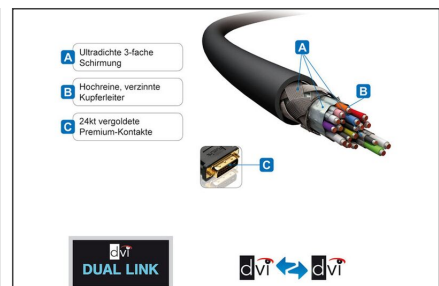 A Ultradichte 3-fache
Schirmung
B Hochreine, verzinnte
Kupferleiter
C 24kt vergoldete
Premium-Kontakte
A
B
C
dvi
DUAL LINK
dvi dvi